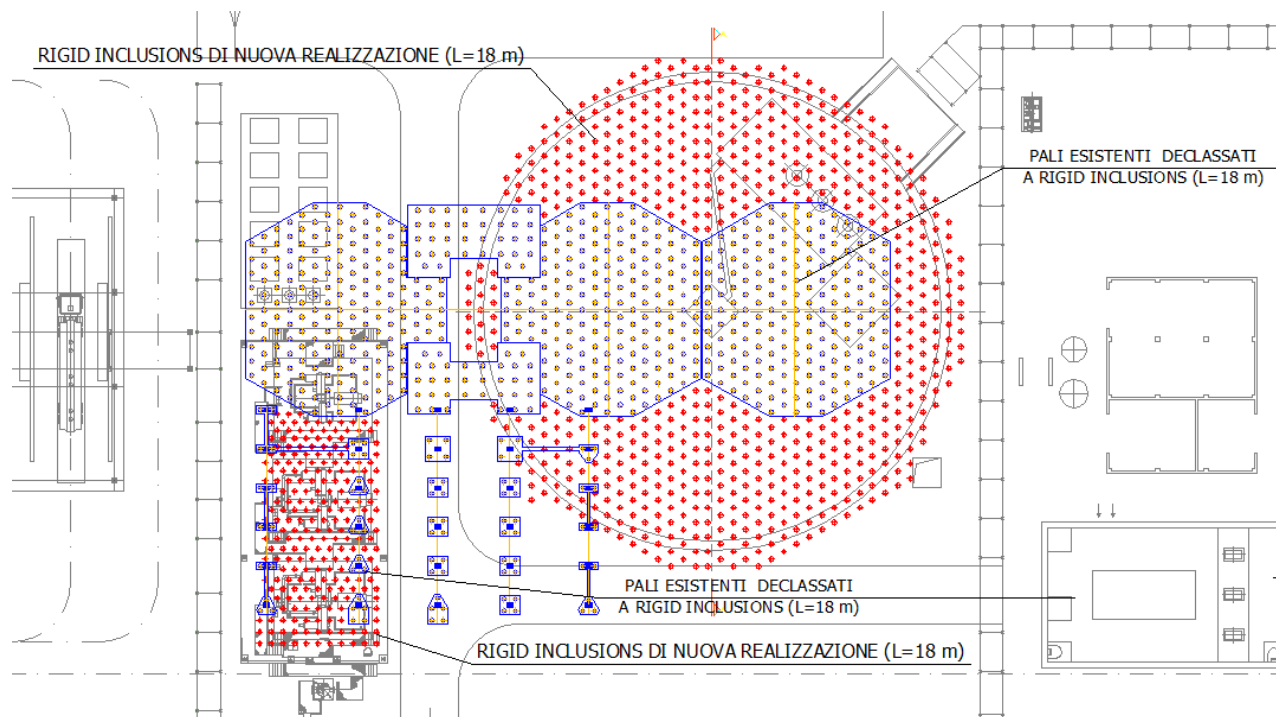 RIGID INCLUSIONS DI NUOVA REALIZZAZIONE (L=18 m)
PALI ESISTENTI  DECLASSATI
A RIGID INCLUSIONS (L=18 m)
PALI ESISTENTI  DECLASSATI
A RIGID INCLUSIONS (L=18 m)
RIGID INCLUSIONS DI NUOVA REALIZZAZIONE (L=18 m)